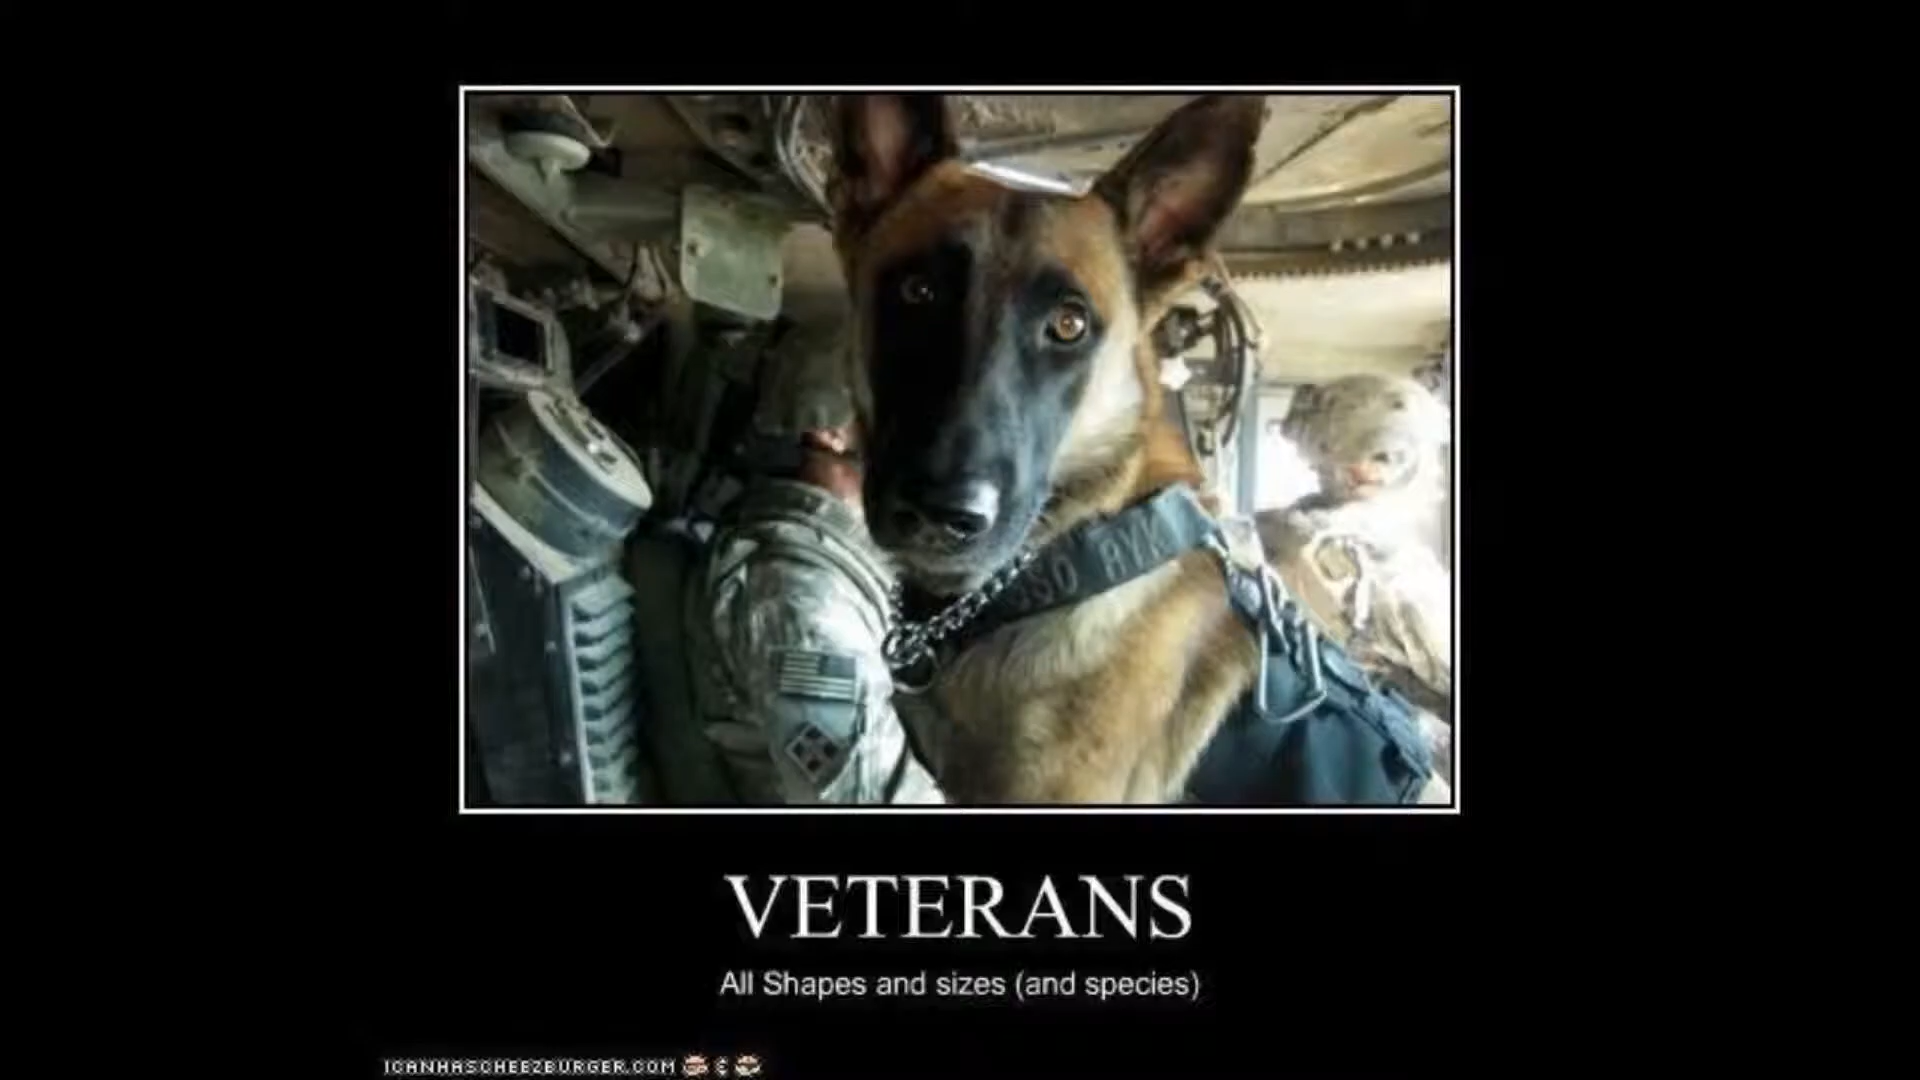 VETERANS
All Shapes and sizes (and species)
ICANHASCHEEZBURGER.COM